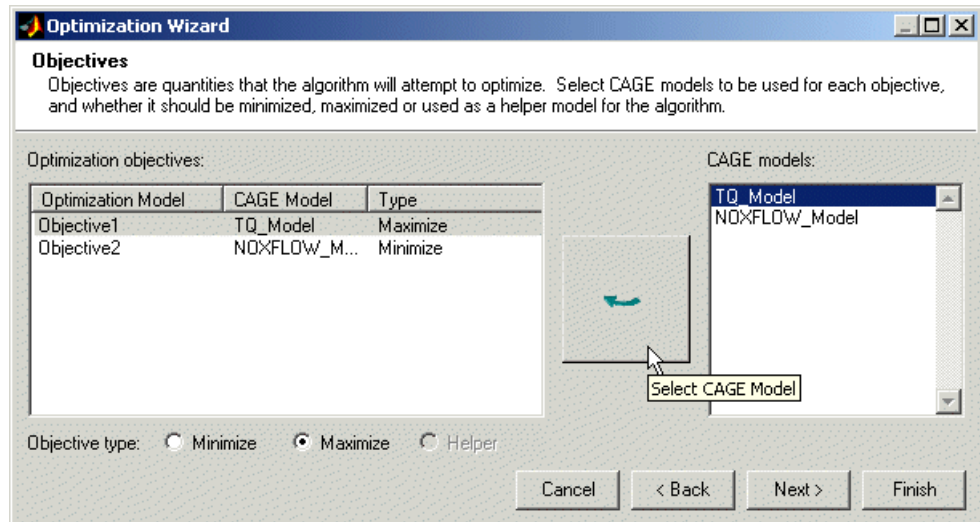 Optimization Wizard
Objectives
Objectives are quantities that the algorithm will attempt to optimize. Select CAGE models to be used for each objective,
and whether it should be minimized, maximized or used as a helper model for the algorithm.
Optimization objectives:
CAGE models:
Optimization Model CAGE Model Type
Objective1 TQ_Model Maximize
Objective2 NOXFLOW_M... Minimize
TQ_Model
NOXFLOW_Model
Select CAGE Model
Objective type: Minimize Maximize Helper
Cancel < Back Next > Finish